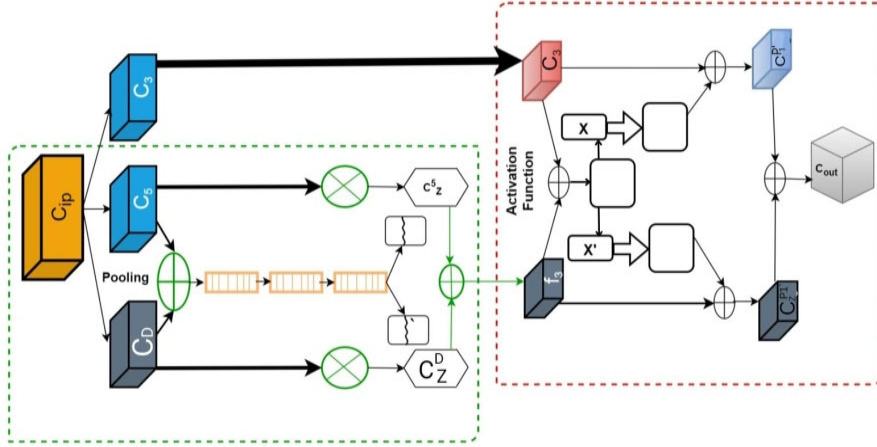 C3
Cip
C5
Pooling
CD
C5Z
CDZ
C3
Activation
Function
X
X'
f3
Cout